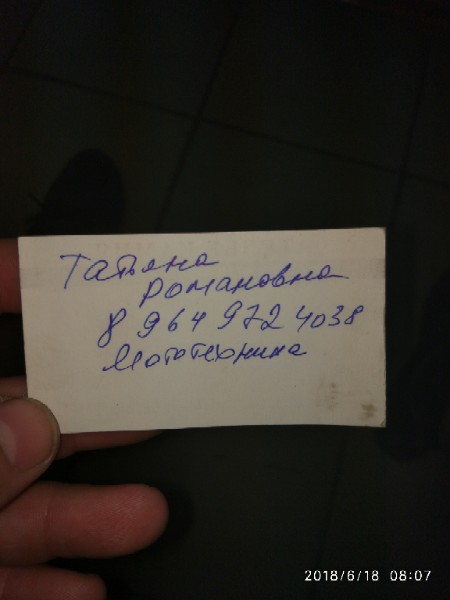 Татьяна
Романовна
8 964 972 4038
Мототехника
2018/6/18 08:07